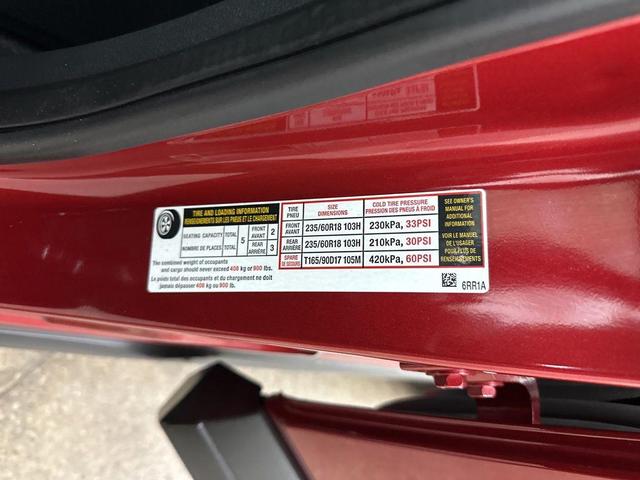 TIRE AND LOADING INFORMATION
RENSEIGNEMENTS SUR LES PNEUS ET LE CHARGEMENT
SEATING CAPACITY TOTAL
NOMBRE DE PLACES TOTAL
5
FRONT AVANT 2
REAR ARRIÈRE 3
The combined weight of occupants
and cargo should never exceed 408 kg or 900 lbs.
Le poids total des occupants et du chargement ne doit
jamais dépasser 408 kg ou 900 lb.
TIRE PNEU
SIZE DIMENSIONS
COLD TIRE PRESSURE
PRESSION DES PNEUS À FROID
FRONT AVANT 235/60R18 103H 230kPa, 33PSI
REAR ARRIÈRE 235/60R18 103H 210kPa, 30PSI
SPARE DE SECOURS T165/90D17 105M 420kPa, 60PSI
SEE OWNER'S
MANUAL FOR
ADDITIONAL
INFORMATION
VOIR LE MANUEL
DE L'USAGER
POUR PLUS DE
RENSEIGNEMENTS
6RR1A